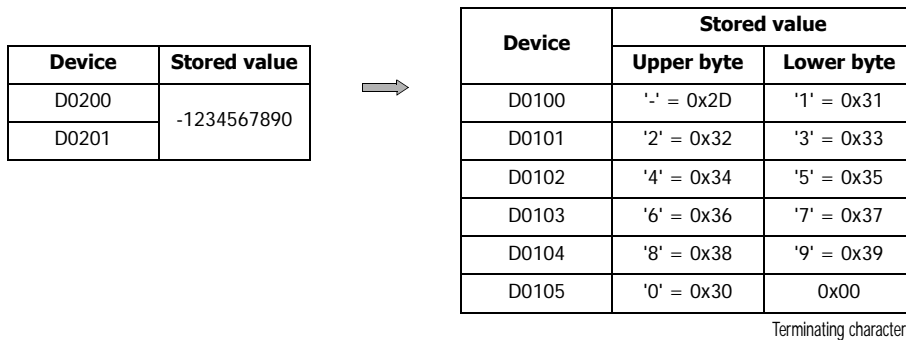 Device Stored value
D0200 -1234567890
D0201
Device Stored value
Upper byte Lower byte
D0100 '-' = 0x2D '1' = 0x31
D0101 '2' = 0x32 '3' = 0x33
D0102 '4' = 0x34 '5' = 0x35
D0103 '6' = 0x36 '7' = 0x37
D0104 '8' = 0x38 '9' = 0x39
D0105 '0' = 0x30 0x00
Terminating character